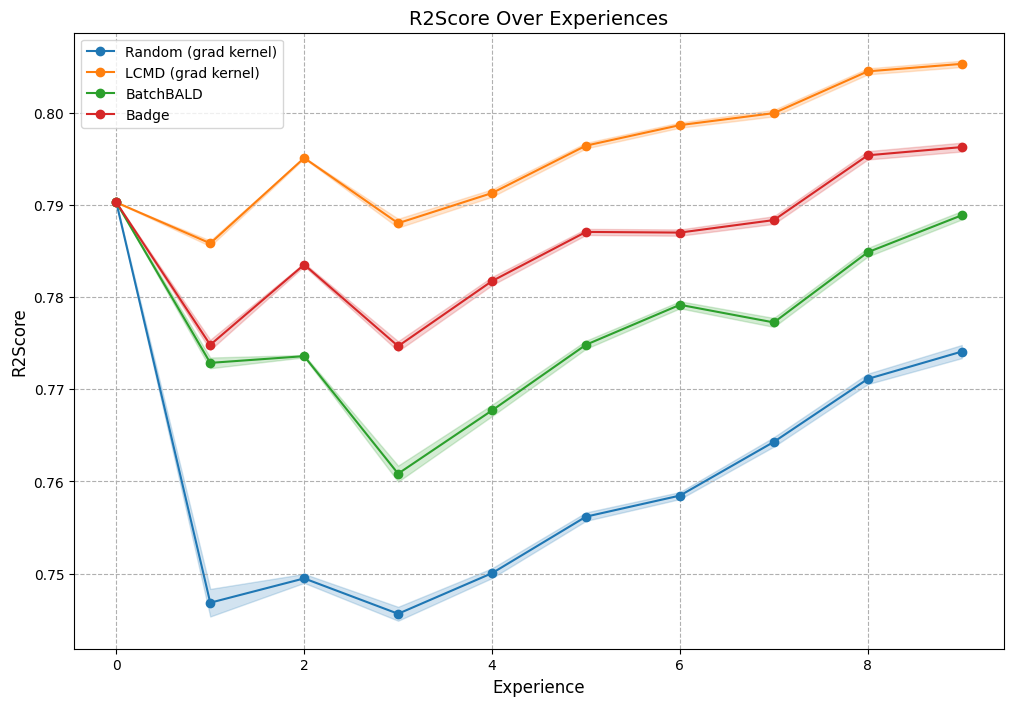 R2Score Over Experiences
Random (grad kernel)
LCMD (grad kernel)
BatchBALD
Badge
R2Score
0.80
0.79
0.78
0.77
0.76
0.75
0 2 4 6 8
Experience